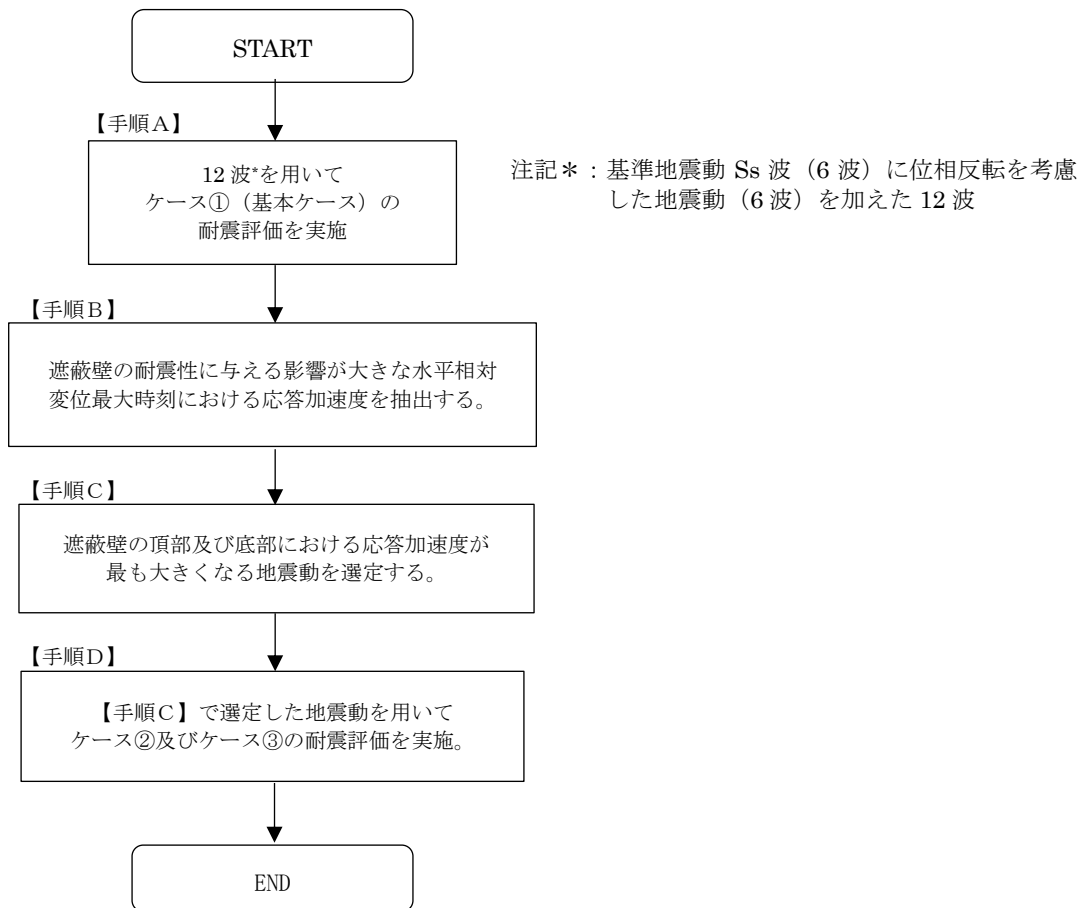 START
【手順A】
12 波*を用いて
ケース①（基本ケース）の
耐震評価を実施
注記＊：基準地震動 Ss 波（6 波）に位相反転を考慮
した地震動（6 波）を加えた 12 波
【手順B】
遮蔽壁の耐震性に与える影響が大きな水平相対
変位最大時刻における応答加速度を抽出する。
【手順C】
遮蔽壁の頂部及び底部における応答加速度が
最も大きくなる地震動を選定する。
【手順D】
【手順C】で選定した地震動を用いて
ケース②及びケース③の耐震評価を実施。
END